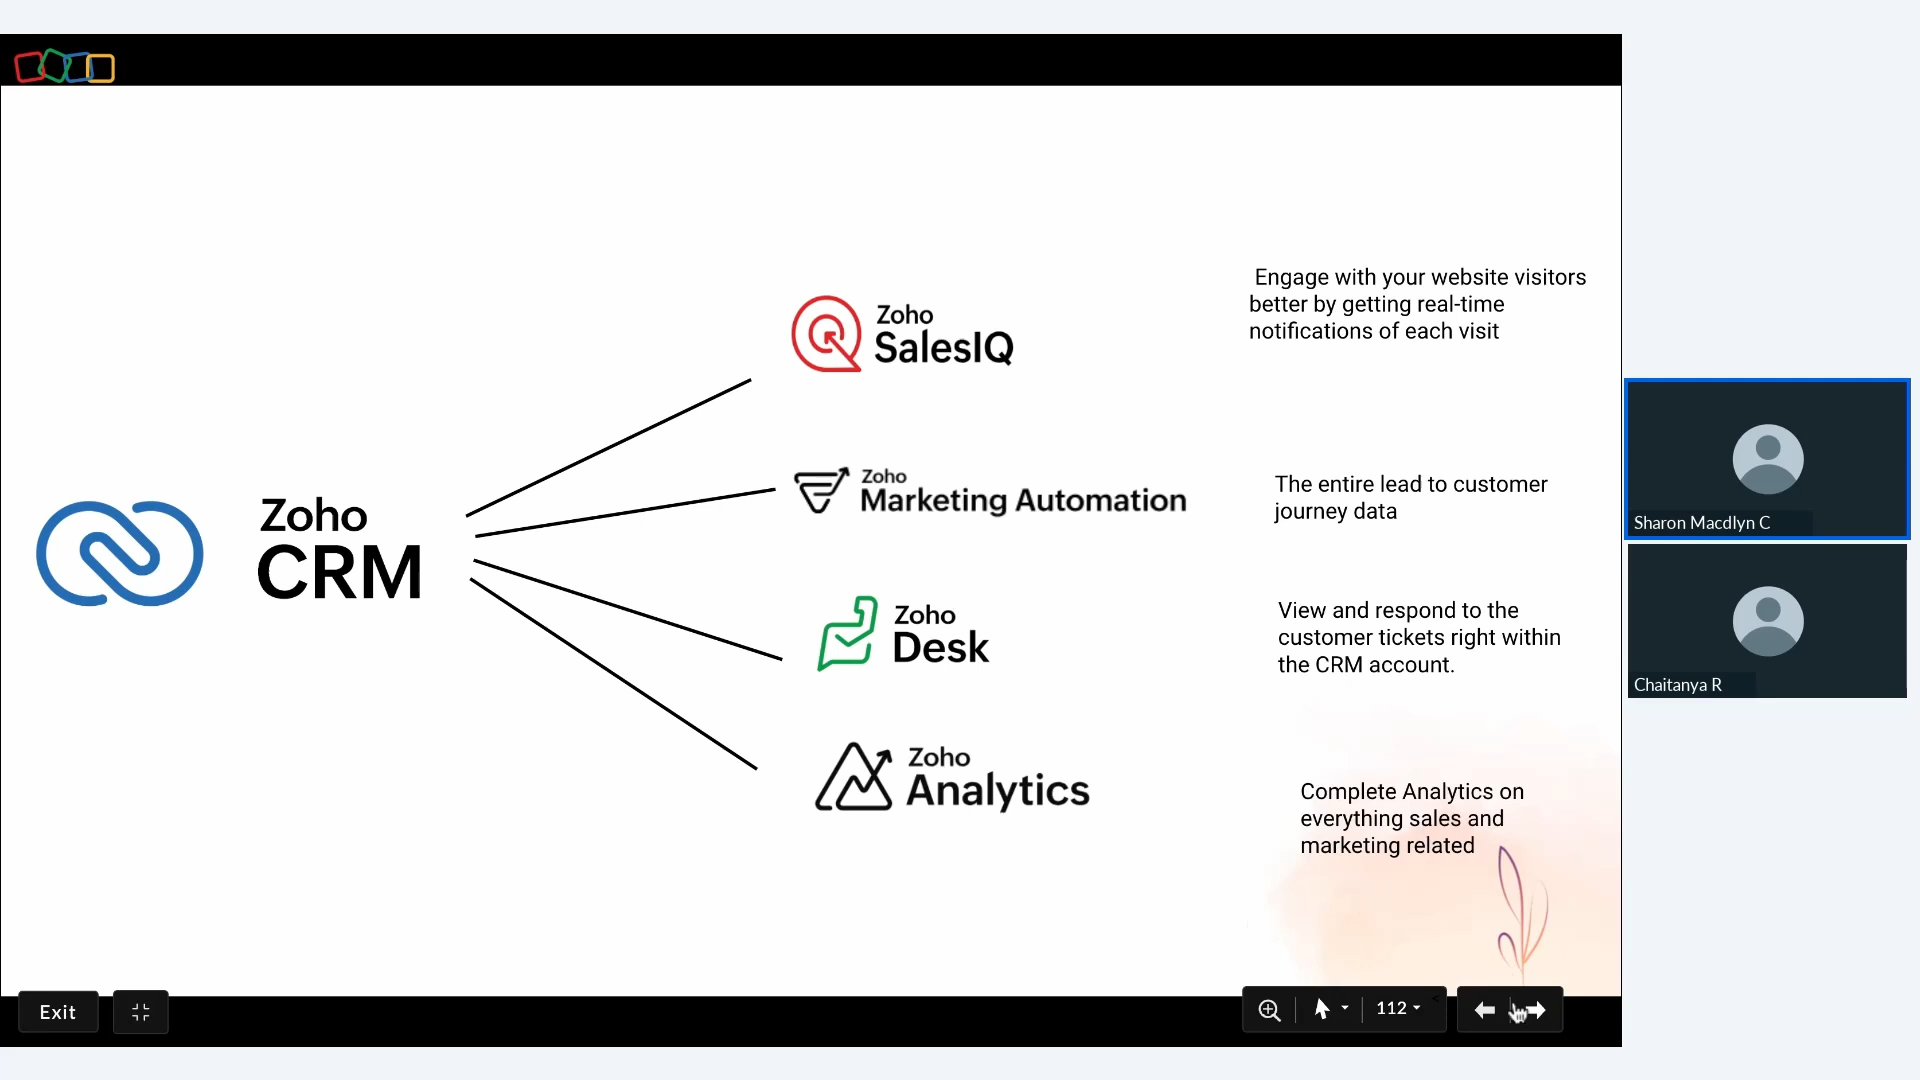 Zoho
CRM
Zoho
SalesIQ
Engage with your website visitors
better by getting real-time
notifications of each visit
Zoho
Marketing Automation
The entire lead to customer
journey data
Zoho
Desk
View and respond to the
customer tickets right within
the CRM account.
Zoho
Analytics
Complete Analytics on
everything sales and
marketing related
Sharon Macdlyn C
Chaitanya R
Exit
112